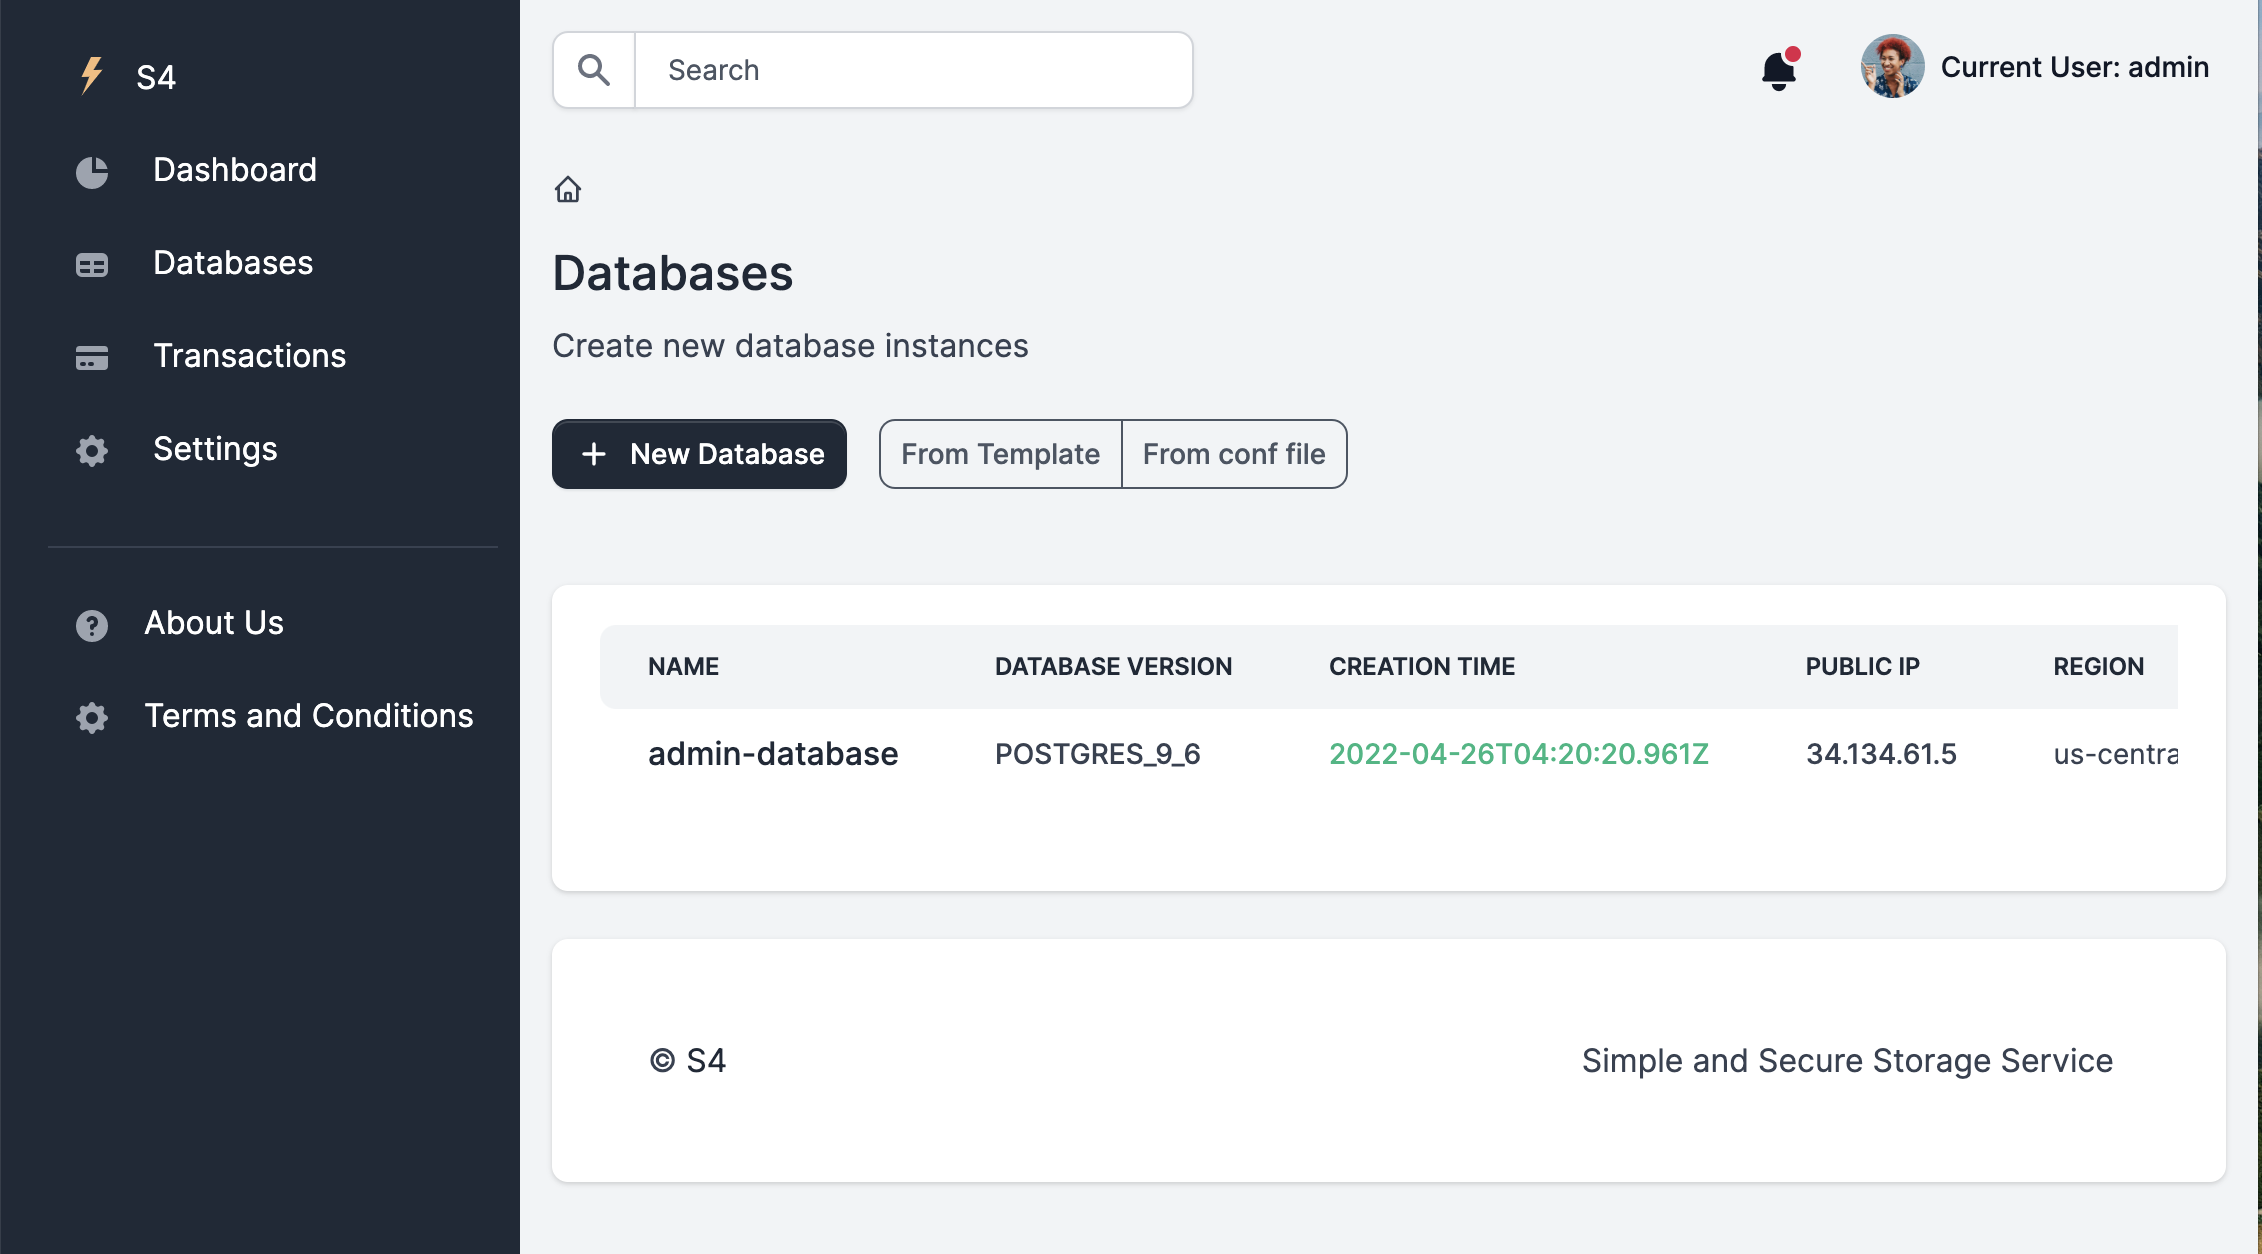 S4
Dashboard
Databases
Transactions
Settings
About Us
Terms and Conditions
Search
Current User: admin
Databases
Create new database instances
+ New Database
From Template
From conf file
NAME DATABASE VERSION CREATION TIME PUBLIC IP REGION
admin-database POSTGRES_9_6 2022-04-26T04:20:20.961Z 34.134.61.5 us-centra
© S4
Simple and Secure Storage Service